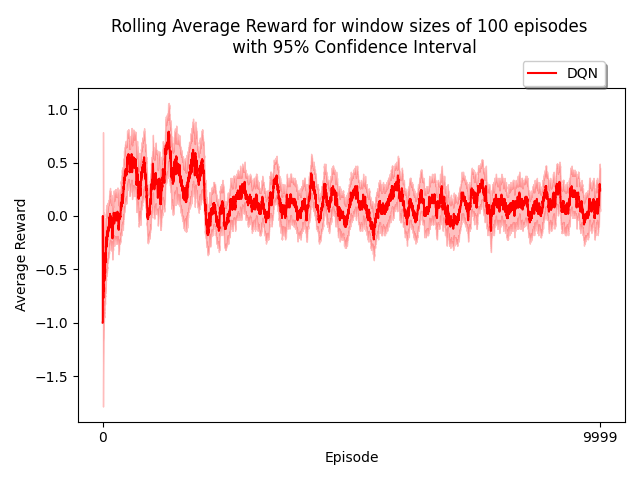 Rolling Average Reward for window sizes of 100 episodes
with 95% Confidence Interval
DQN
1.0
0.5
0.0
−0.5
−1.0
−1.5
Average Reward
0 9999
Episode